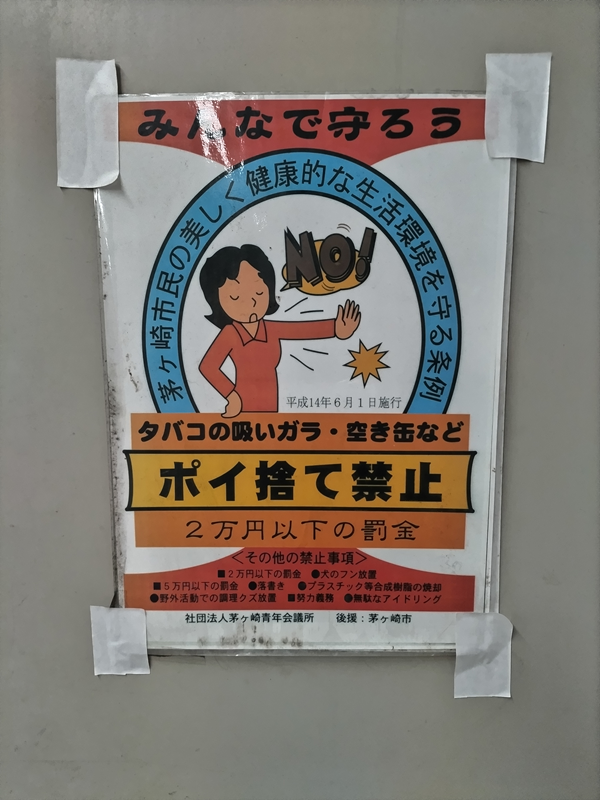 みんなで守ろう
茅ヶ崎市民の美しく健康的な生活環境を守る条例
NO!
平成14年6月1日施行
タバコの吸いガラ・空き缶など
ポイ捨て禁止
2万円以下の罰金
＜その他の禁止事項＞
■2万円以下の罰金 ●犬のフン放置
■5万円以下の罰金 ●落書き ●プラスチック等合成樹脂の焼却
●野外活動での調理クズ放置 ■努力義務 ●無駄なアイドリング
社団法人茅ヶ崎青年会議所 後援：茅ヶ崎市